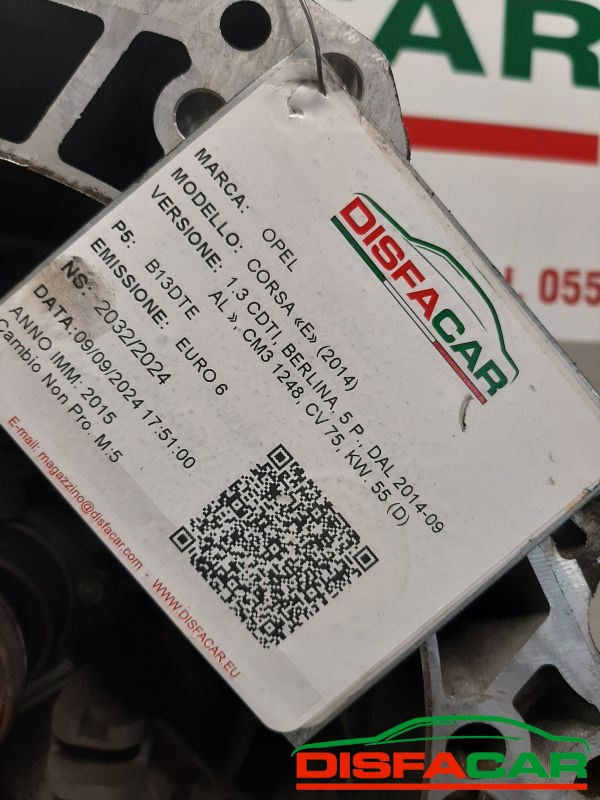 AR
L 055
MARCA: OPEL
MODELLO: CORSA «E» (2014)
VERSIONE: 1.3 CDTI, BERLINA, 5 P., DAL 2014-09
AL », CM3 1248, CV 75, KW. 55 (D)
P5: B13DTE
EMISSIONE: EURO 6
NS: 2032/2024
DATA:09/09/2024 17:51:00
ANNO IMM: 2015
Cambio Non Pro. M.5
E-mail: magazzino@disfacar.com - WWW.DISFACAR.EU
DISFACAR
DISFACAR